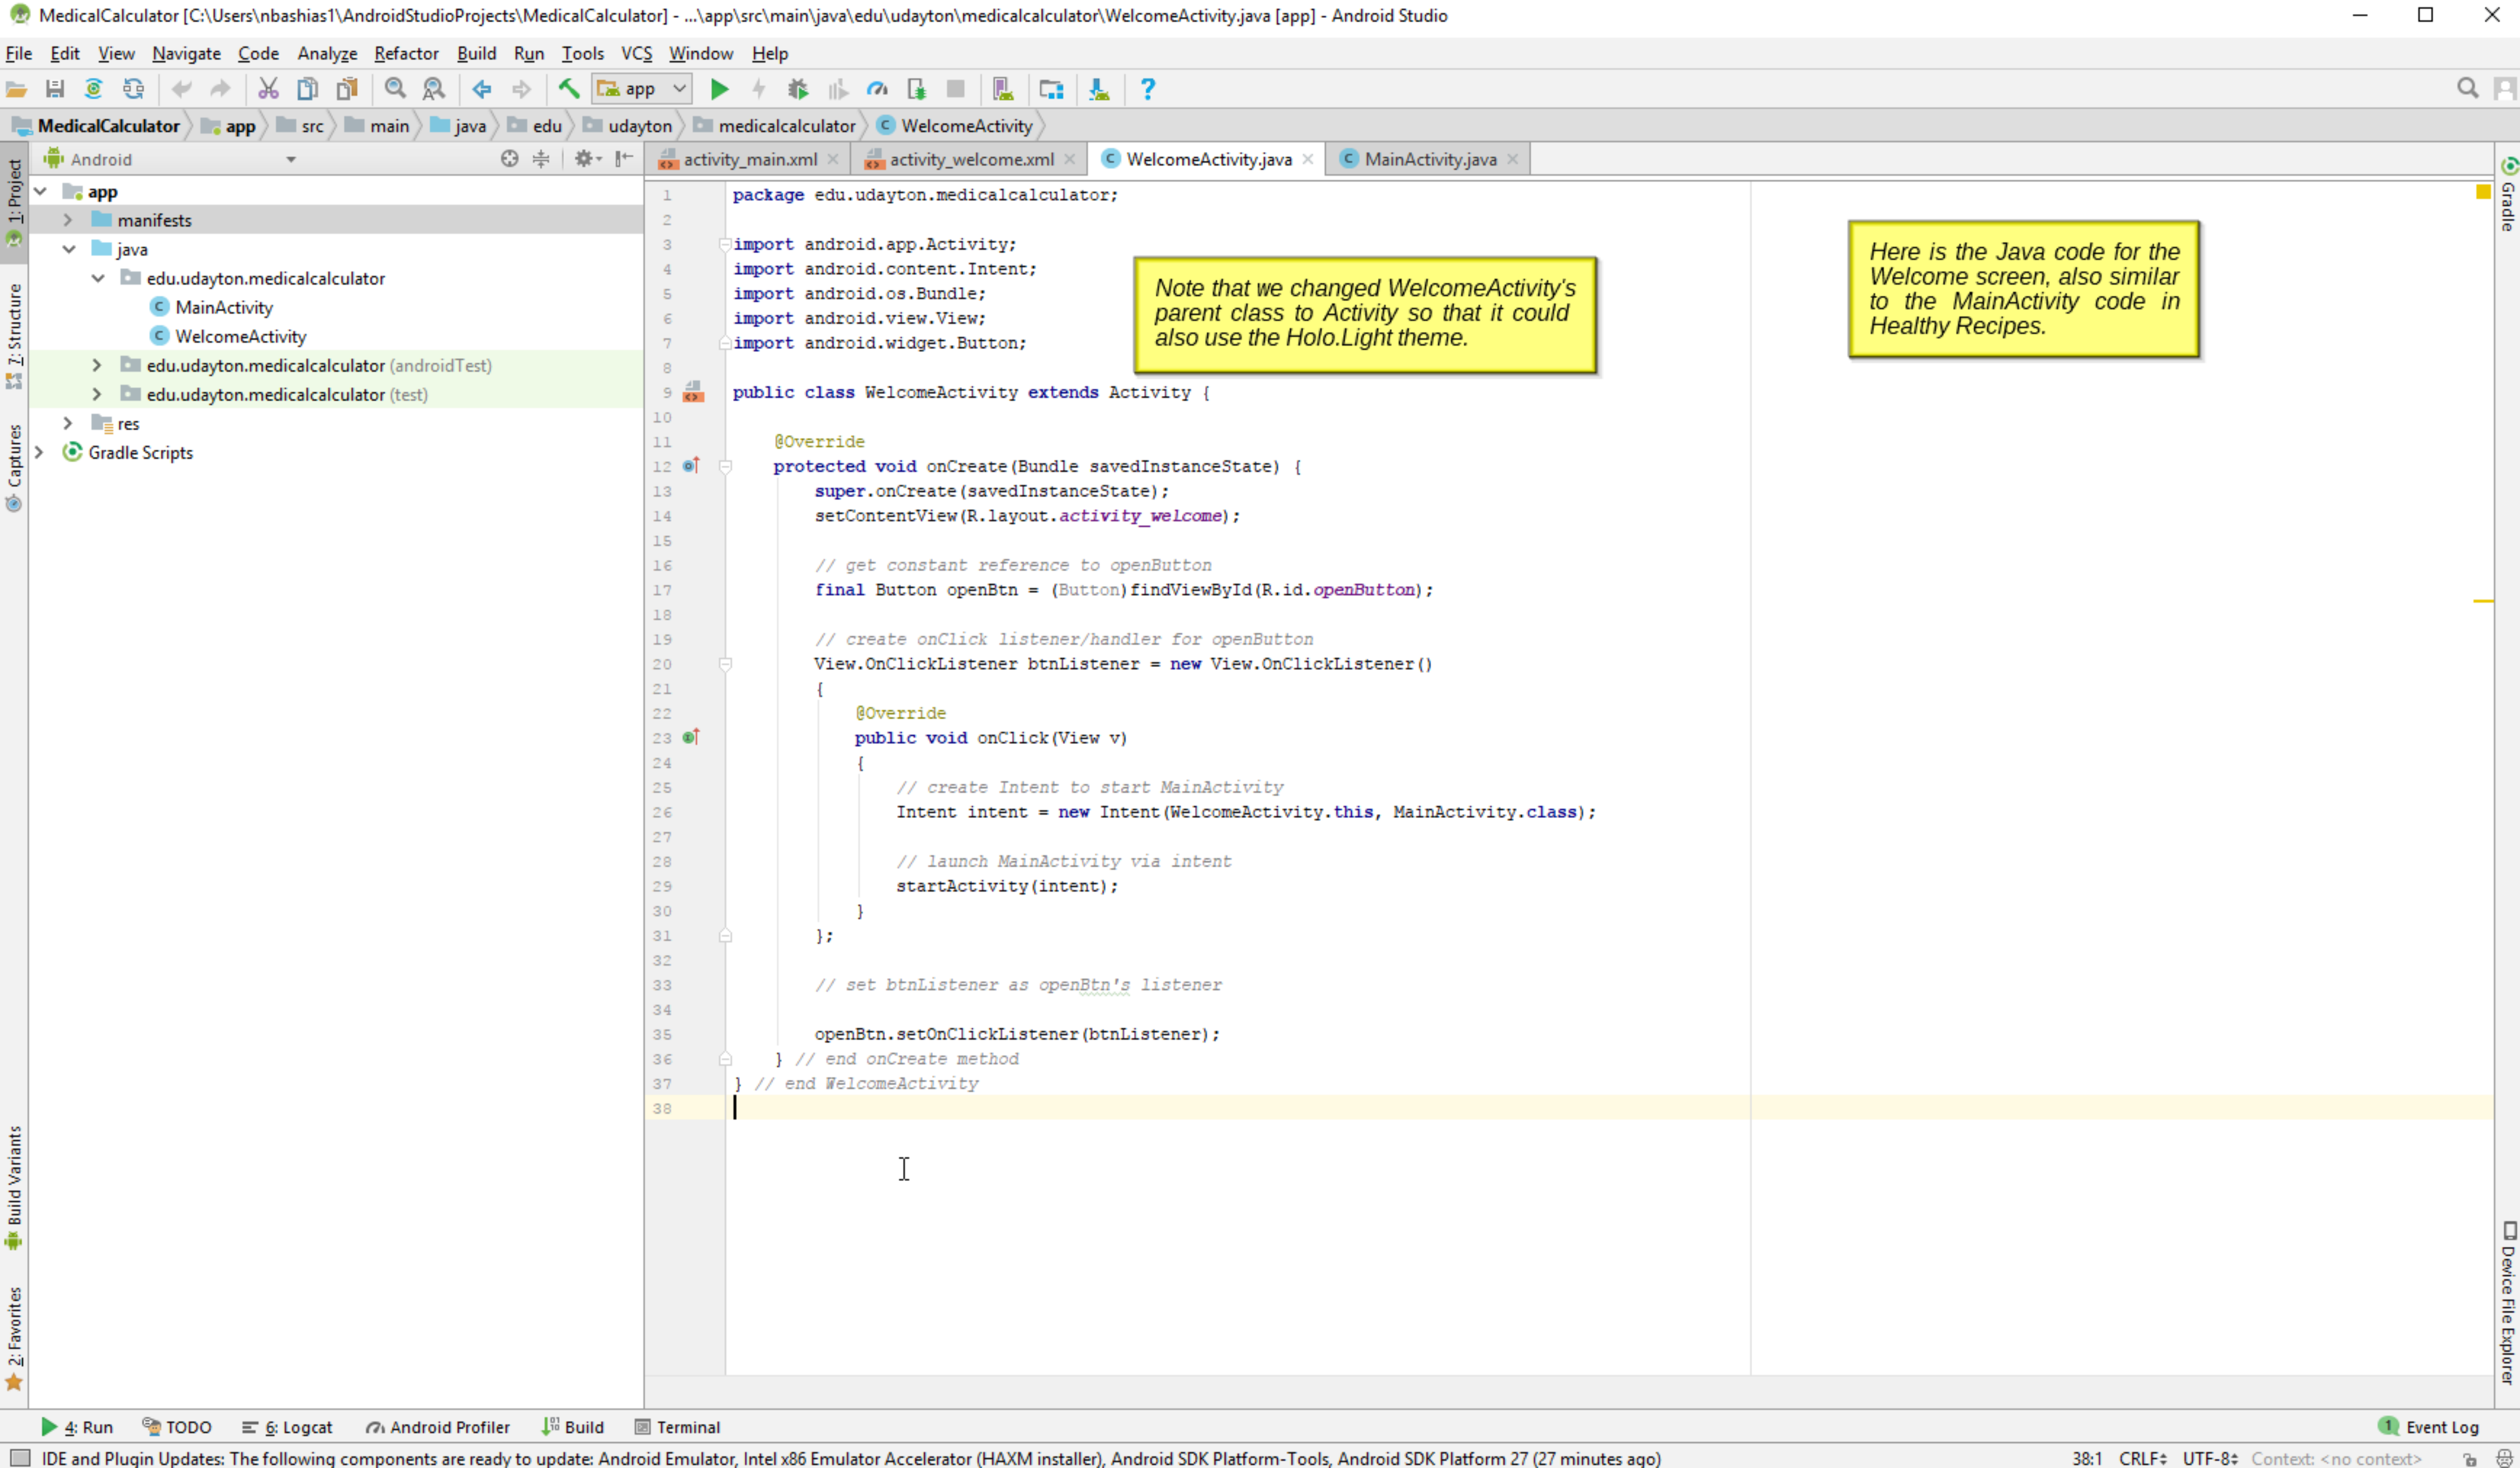 MedicalCalculator [C:\Users\nbashias1\AndroidStudioProjects\MedicalCalculator] - ...\app\src\main\java\edu\udayton\medicalcalculator\WelcomeActivity.java [app] - Android Studio
File Edit View Navigate Code Analyze Refactor Build Run Tools VCS Window Help
app
MedicalCalculator app src main java edu udayton medicalcalculator WelcomeActivity
Android
activity_main.xml activity_welcome.xml WelcomeActivity.java MainActivity.java
1: Project
7: Structure
Captures
Build Variants
2: Favorites
app
manifests
java
edu.udayton.medicalcalculator
MainActivity
WelcomeActivity
edu.udayton.medicalcalculator (androidTest)
edu.udayton.medicalcalculator (test)
res
Gradle Scripts
1 package edu.udayton.medicalcalculator;
2
3 import android.app.Activity;
4 import android.content.Intent;
5 import android.os.Bundle;
6 import android.view.View;
7 import android.widget.Button;
8
9 public class WelcomeActivity extends Activity {
10
11 @Override
12 protected void onCreate(Bundle savedInstanceState) {
13 super.onCreate(savedInstanceState);
14 setContentView(R.layout.activity_welcome);
15
16 // get constant reference to openButton
17 final Button openBtn = (Button)findViewById(R.id.openButton);
18
19 // create onClick listener/handler for openButton
20 View.OnClickListener btnListener = new View.OnClickListener()
21 {
22 @Override
23 public void onClick(View v)
24 {
25 // create Intent to start MainActivity
26 Intent intent = new Intent(WelcomeActivity.this, MainActivity.class);
27
28 // launch MainActivity via intent
29 startActivity(intent);
30 }
31 };
32
33 // set btnListener as openBtn's listener
34
35 openBtn.setOnClickListener(btnListener);
36 } // end onCreate method
37 } // end WelcomeActivity
38
Note that we changed WelcomeActivity's
parent class to Activity so that it could
also use the Holo.Light theme.
Here is the Java code for the
Welcome screen, also similar
to the MainActivity code in
Healthy Recipes.
Gradle
Device File Explorer
4: Run TODO 6: Logcat Android Profiler Build Terminal
1 Event Log
IDE and Plugin Updates: The following components are ready to update: Android Emulator, Intel x86 Emulator Accelerator (HAXM installer), Android SDK Platform-Tools, Android SDK Platform 27 (27 minutes ago)
38:1 CRLF UTF-8 Context: <no context>